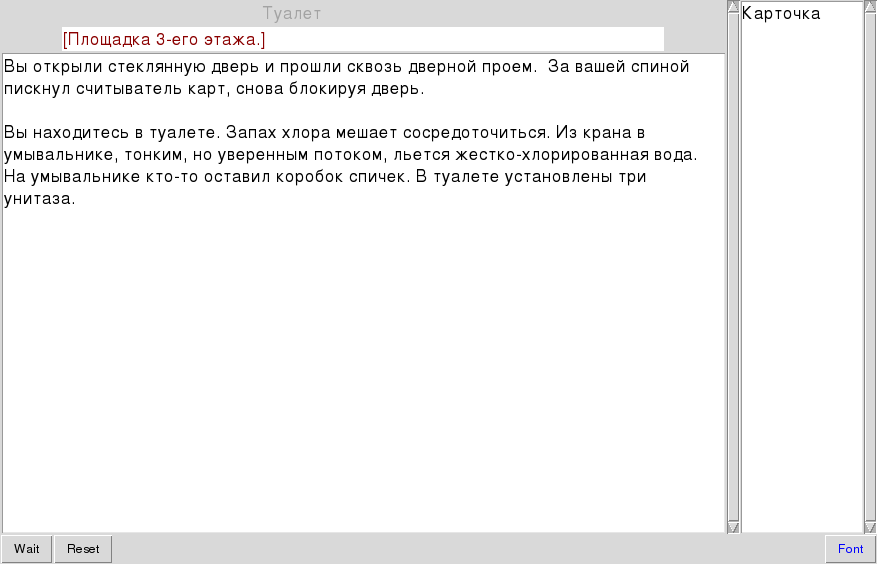 Туалет
[Площадка 3-его этажа.]
Вы открыли стеклянную дверь и прошли сквозь дверной проем.  За вашей спиной
пискнул считыватель карт, снова блокируя дверь.
Вы находитесь в туалете. Запах хлора мешает сосредоточиться. Из крана в
умывальнике, тонким, но уверенным потоком, льется жестко-хлорированная вода.
На умывальнике кто-то оставил коробок спичек. В туалете установлены три
унитаза.
Карточка
Wait
Reset
Font